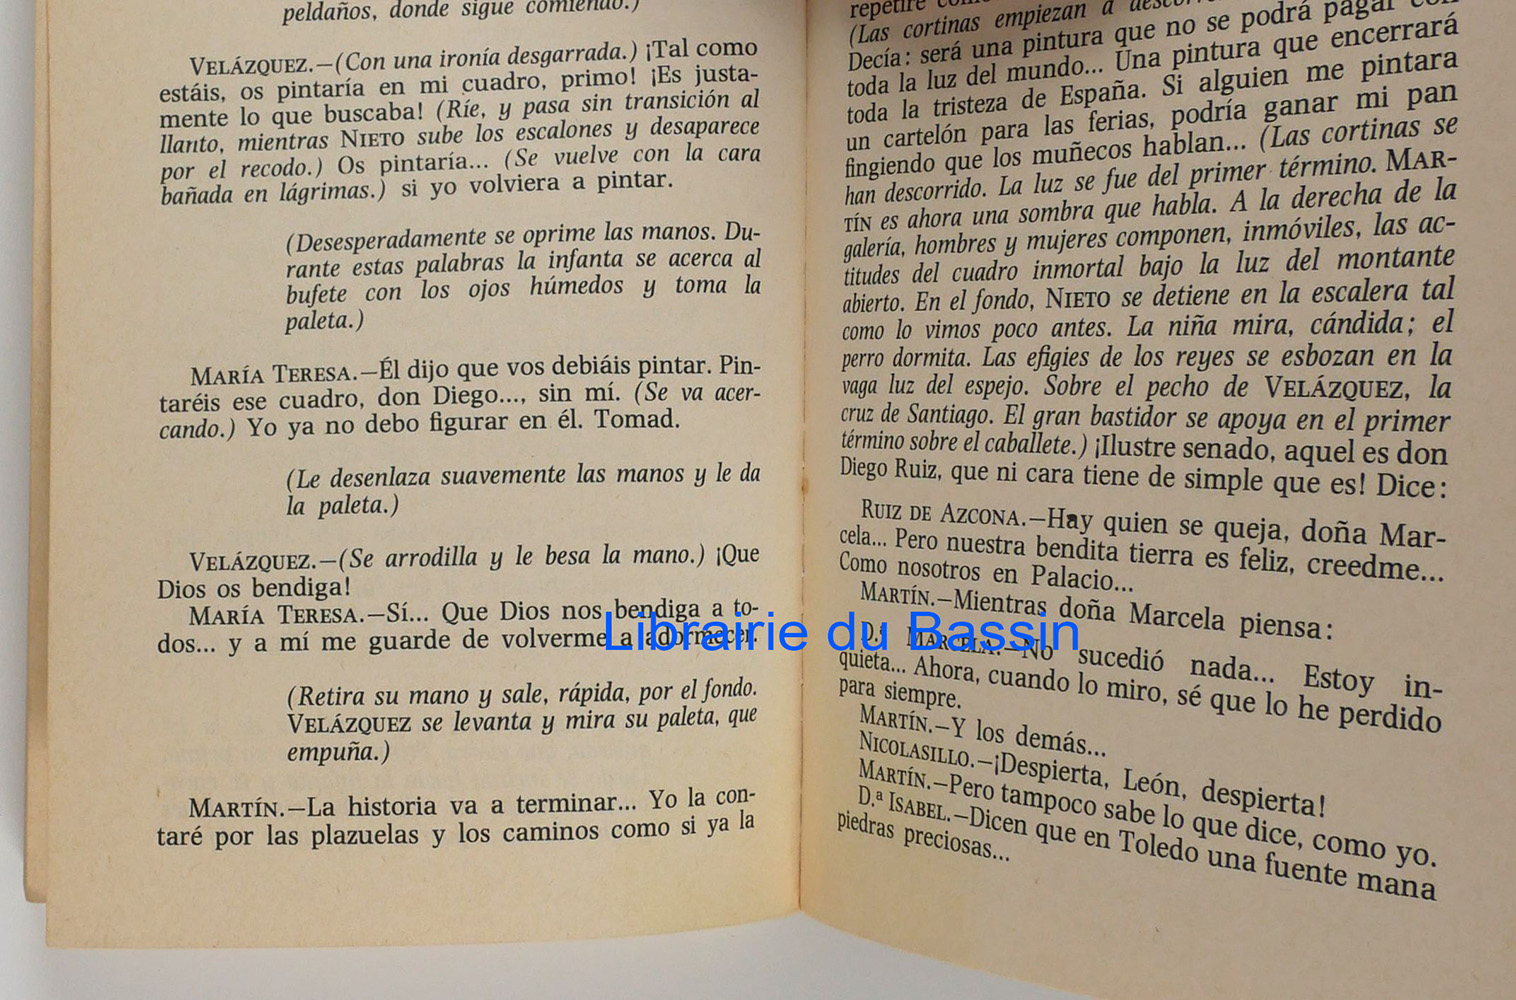 peldaños, donde sigue comiendo.)
VELÁZQUEZ.—(Con una ironía desgarrada.) ¡Tal como
estáis, os pintaría en mi cuadro, primo! ¡Es justa-
mente lo que buscaba! (Ríe, y pasa sin transición al
llanto, mientras NIETO sube los escalones y desaparece
por el recodo.) Os pintaría... (Se vuelve con la cara
bañada en lágrimas.) si yo volviera a pintar.
(Desesperadamente se oprime las manos. Du-
rante estas palabras la infanta se acerca al
bufete con los ojos húmedos y toma la
paleta.)
MARÍA TERESA.—Él dijo que vos debiáis pintar. Pin-
taréis ese cuadro, don Diego..., sin mí. (Se va acer-
cando.) Yo ya no debo figurar en él. Tomad.
(Le desenlaza suavemente las manos y le da
la paleta.)
VELÁZQUEZ.—(Se arrodilla y le besa la mano.) ¡Que
Dios os bendiga!
MARÍA TERESA.—Sí... Que Dios nos bendiga a to-
dos... y a mí me guarde de volverme a adormecer.
(Retira su mano y sale, rápida, por el fondo.
VELÁZQUEZ se levanta y mira su paleta, que
empuña.)
MARTÍN.—La historia va a terminar... Yo la con-
taré por las plazuelas y los caminos como si ya la
repetiré
(Las cortinas empiezan a
Decía: será una pintura que no se podrá pagar con
toda la luz del mundo... Una pintura que encerrará
toda la tristeza de España. Si alguien me pintara
un cartelón para las ferias, podría ganar mi pan
fingiendo que los muñecos hablan... (Las cortinas se
han descorrido. La luz se fue del primer término. MAR-
TÍN es ahora una sombra que habla. A la derecha de la
galería, hombres y mujeres componen, inmóviles, las ac-
titudes del cuadro inmortal bajo la luz del montante
abierto. En el fondo, NIETO se detiene en la escalera tal
como lo vimos poco antes. La niña mira, cándida; el
perro dormita. Las efigies de los reyes se esbozan en la
vaga luz del espejo. Sobre el pecho de VELÁZQUEZ, la
cruz de Santiago. El gran bastidor se apoya en el primer
término sobre el caballete.) ¡Ilustre senado, aquel es don
Diego Ruiz, que ni cara tiene de simple que es! Dice:
RUIZ DE AZCONA.—Hay quien se queja, doña Mar-
cela... Pero nuestra bendita tierra es feliz, creedme...
Como nosotros en Palacio...
MARTÍN.—Mientras doña Marcela piensa:
D.ª MARCELA.—No sucedió nada... Estoy in-
quieta... Ahora, cuando lo miro, sé que lo he perdido
para siempre.
MARTÍN.—Y los demás...
NICOLASILLO.—¡Despierta, León, despierta!
MARTÍN.—Pero tampoco sabe lo que dice, como yo.
D.ª ISABEL.—Dicen que en Toledo una fuente mana
piedras preciosas...
Librairie du Bassin